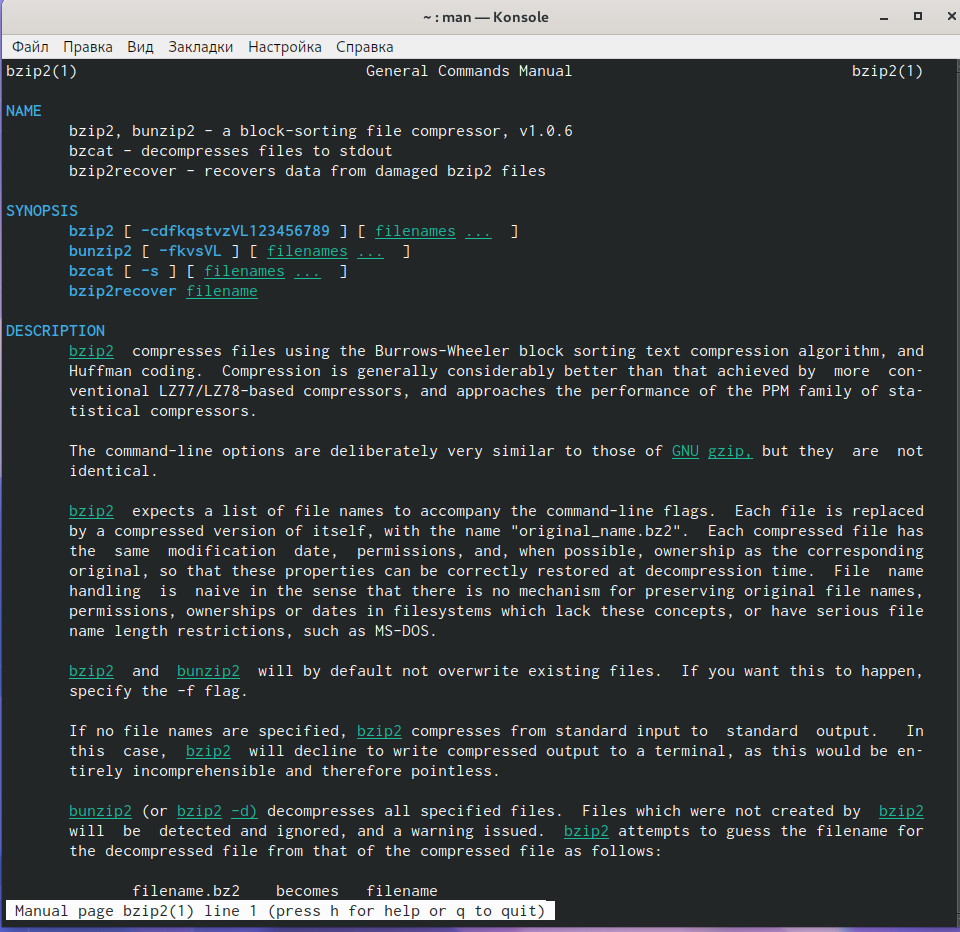 ~ : man — Konsole
Файл Правка Вид Закладки Настройка Справка
bzip2(1) General Commands Manual bzip2(1)
NAME
bzip2, bunzip2 - a block-sorting file compressor, v1.0.6
bzcat - decompresses files to stdout
bzip2recover - recovers data from damaged bzip2 files
SYNOPSIS
bzip2 [ -cdfkqstvzVL123456789 ] [ filenames ... ]
bunzip2 [ -fkvsVL ] [ filenames ... ]
bzcat [ -s ] [ filenames ... ]
bzip2recover filename
DESCRIPTION
bzip2 compresses files using the Burrows-Wheeler block sorting text compression algorithm, and
Huffman coding. Compression is generally considerably better than that achieved by more con-
ventional LZ77/LZ78-based compressors, and approaches the performance of the PPM family of sta-
tistical compressors.
The command-line options are deliberately very similar to those of GNU gzip, but they are not
identical.
bzip2 expects a list of file names to accompany the command-line flags. Each file is replaced
by a compressed version of itself, with the name "original_name.bz2". Each compressed file has
the same modification date, permissions, and, when possible, ownership as the corresponding
original, so that these properties can be correctly restored at decompression time. File name
handling is naive in the sense that there is no mechanism for preserving original file names,
permissions, ownerships or dates in filesystems which lack these concepts, or have serious file
name length restrictions, such as MS-DOS.
bzip2 and bunzip2 will by default not overwrite existing files. If you want this to happen,
specify the -f flag.
If no file names are specified, bzip2 compresses from standard input to standard output. In
this case, bzip2 will decline to write compressed output to a terminal, as this would be en-
tirely incomprehensible and therefore pointless.
bunzip2 (or bzip2 -d) decompresses all specified files. Files which were not created by bzip2
will be detected and ignored, and a warning issued. bzip2 attempts to guess the filename for
the decompressed file from that of the compressed file as follows:
filename.bz2 becomes filename
Manual page bzip2(1) line 1 (press h for help or q to quit)